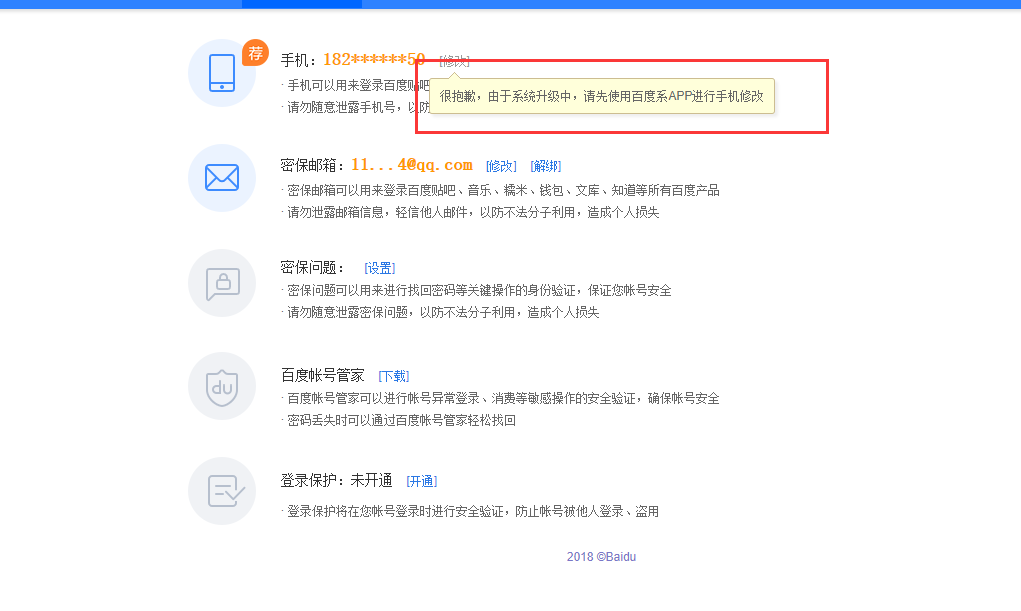 荐
手机：182******50 [修改]
· 手机可以用来登录百度贴吧
很抱歉，由于系统升级中，请先使用百度系APP进行手机修改
· 请勿随意泄露手机号，以防
密保邮箱：11...4@qq.com [修改] [解绑]
· 密保邮箱可以用来登录百度贴吧、音乐、糯米、钱包、文库、知道等所有百度产品
· 请勿泄露邮箱信息，轻信他人邮件，以防不法分子利用，造成个人损失
密保问题： [设置]
· 密保问题可以用来进行找回密码等关键操作的身份验证，保证您帐号安全
· 请勿随意泄露密保问题，以防不法分子利用，造成个人损失
du
百度帐号管家 [下载]
· 百度帐号管家可以进行帐号异常登录、消费等敏感操作的安全验证，确保帐号安全
· 密码丢失时可以通过百度帐号管家轻松找回
登录保护：未开通 [开通]
· 登录保护将在您帐号登录时进行安全验证，防止帐号被他人登录、盗用
2018 ©Baidu